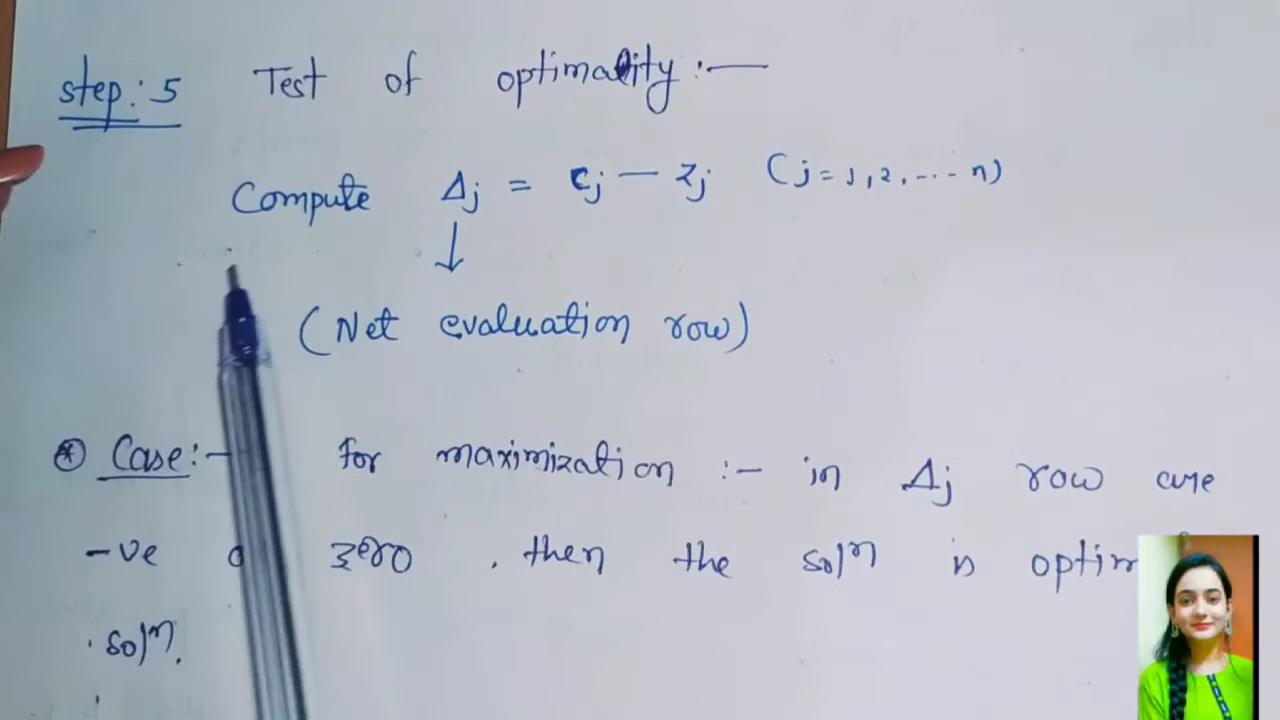 step: 5 Test of optimality :—
Compute Δj = cj — zj (j = 1, 2, ---- n)
↓
(Net evaluation row)
⊛ Case :— for maximization :— in Δj row are
-ve zero . then the solⁿ is
. solⁿ.